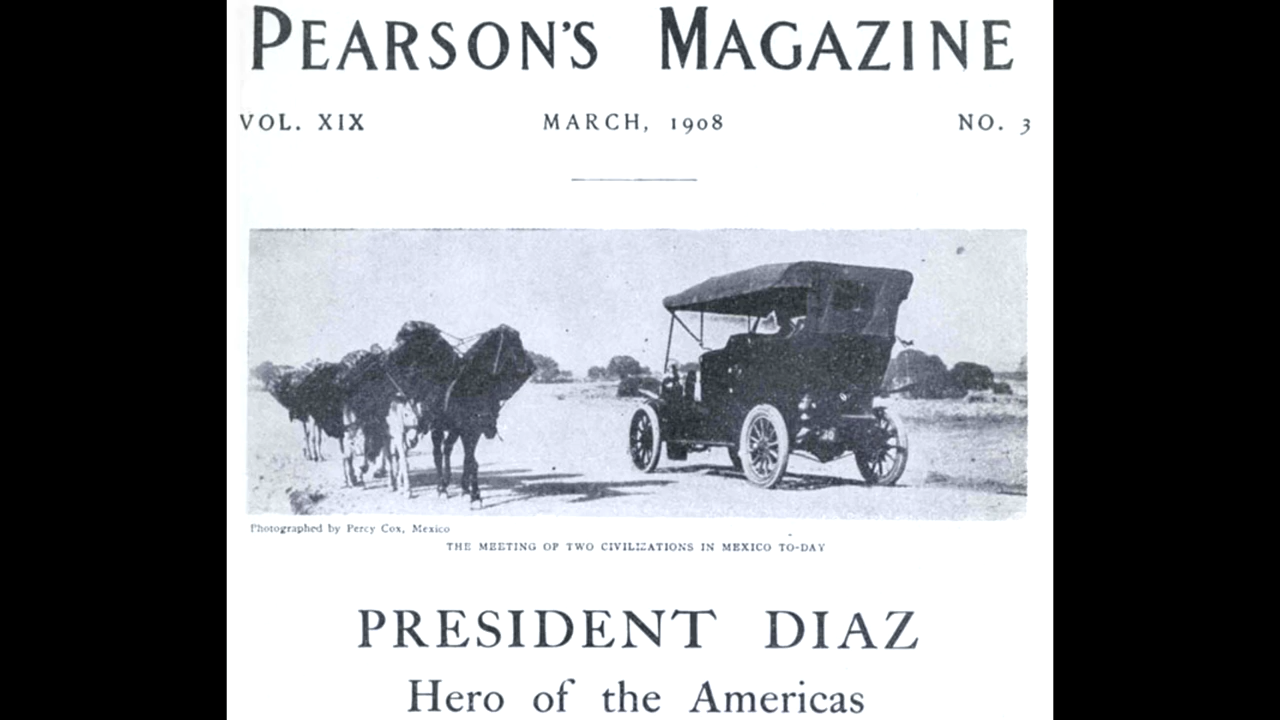 PEARSON'S MAGAZINE
VOL. XIX MARCH, 1908 NO. 3
Photographed by Percy Cox, Mexico
THE MEETING OF TWO CIVILIZATIONS IN MEXICO TO-DAY
PRESIDENT DIAZ
Hero of the Americas